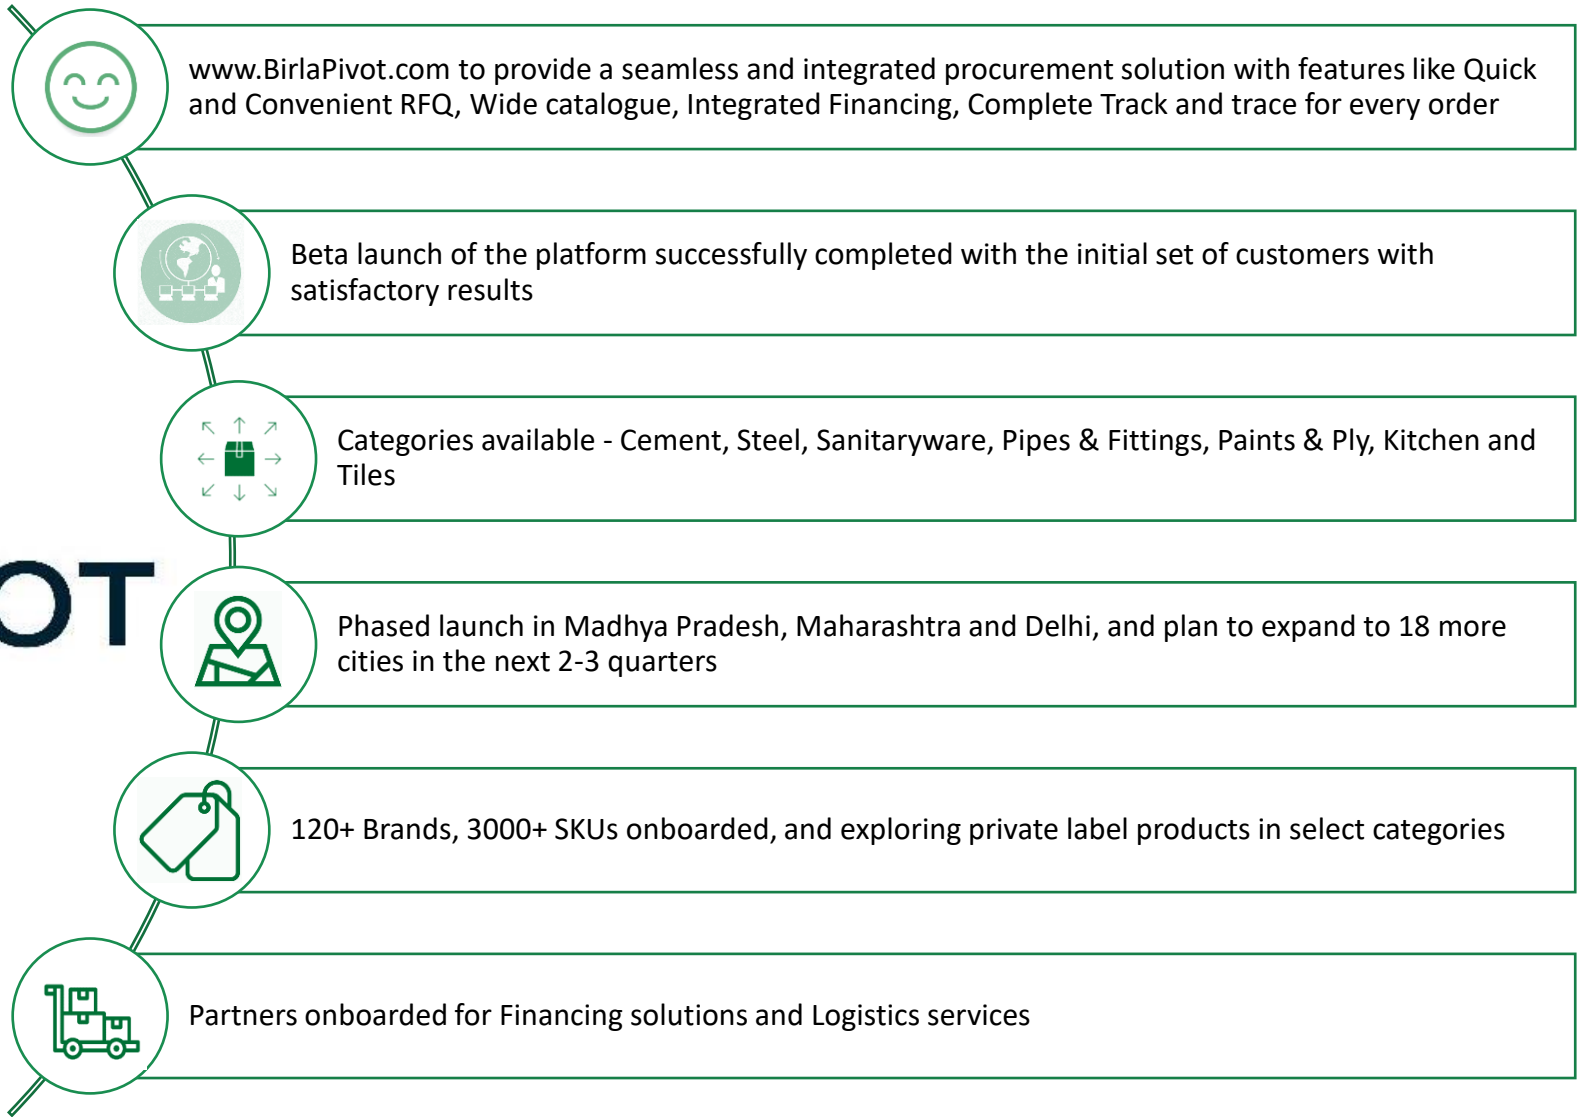 www.BirlaPivot.com to provide a seamless and integrated procurement solution with features like Quick
and Convenient RFQ, Wide catalogue, Integrated Financing, Complete Track and trace for every order
Beta launch of the platform successfully completed with the initial set of customers with
satisfactory results
Categories available - Cement, Steel, Sanitaryware, Pipes & Fittings, Paints & Ply, Kitchen and
Tiles
OT
Phased launch in Madhya Pradesh, Maharashtra and Delhi, and plan to expand to 18 more
cities in the next 2-3 quarters
120+ Brands, 3000+ SKUs onboarded, and exploring private label products in select categories
Partners onboarded for Financing solutions and Logistics services